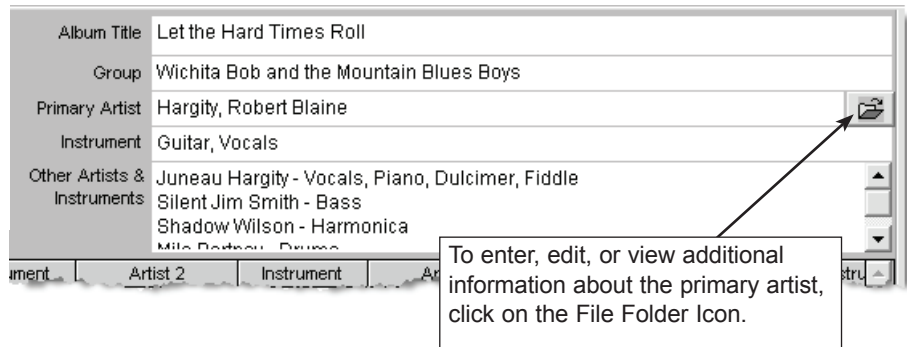 Album Title Let the Hard Times Roll
Group Wichita Bob and the Mountain Blues Boys
Primary Artist Hargity, Robert Blaine
Instrument Guitar, Vocals
Other Artists & Juneau Hargity - Vocals, Piano, Dulcimer, Fiddle
Instruments Silent Jim Smith - Bass
Shadow Wilson - Harmonica
Artist 2 Instrument
To enter, edit, or view additional
information about the primary artist,
click on the File Folder Icon.